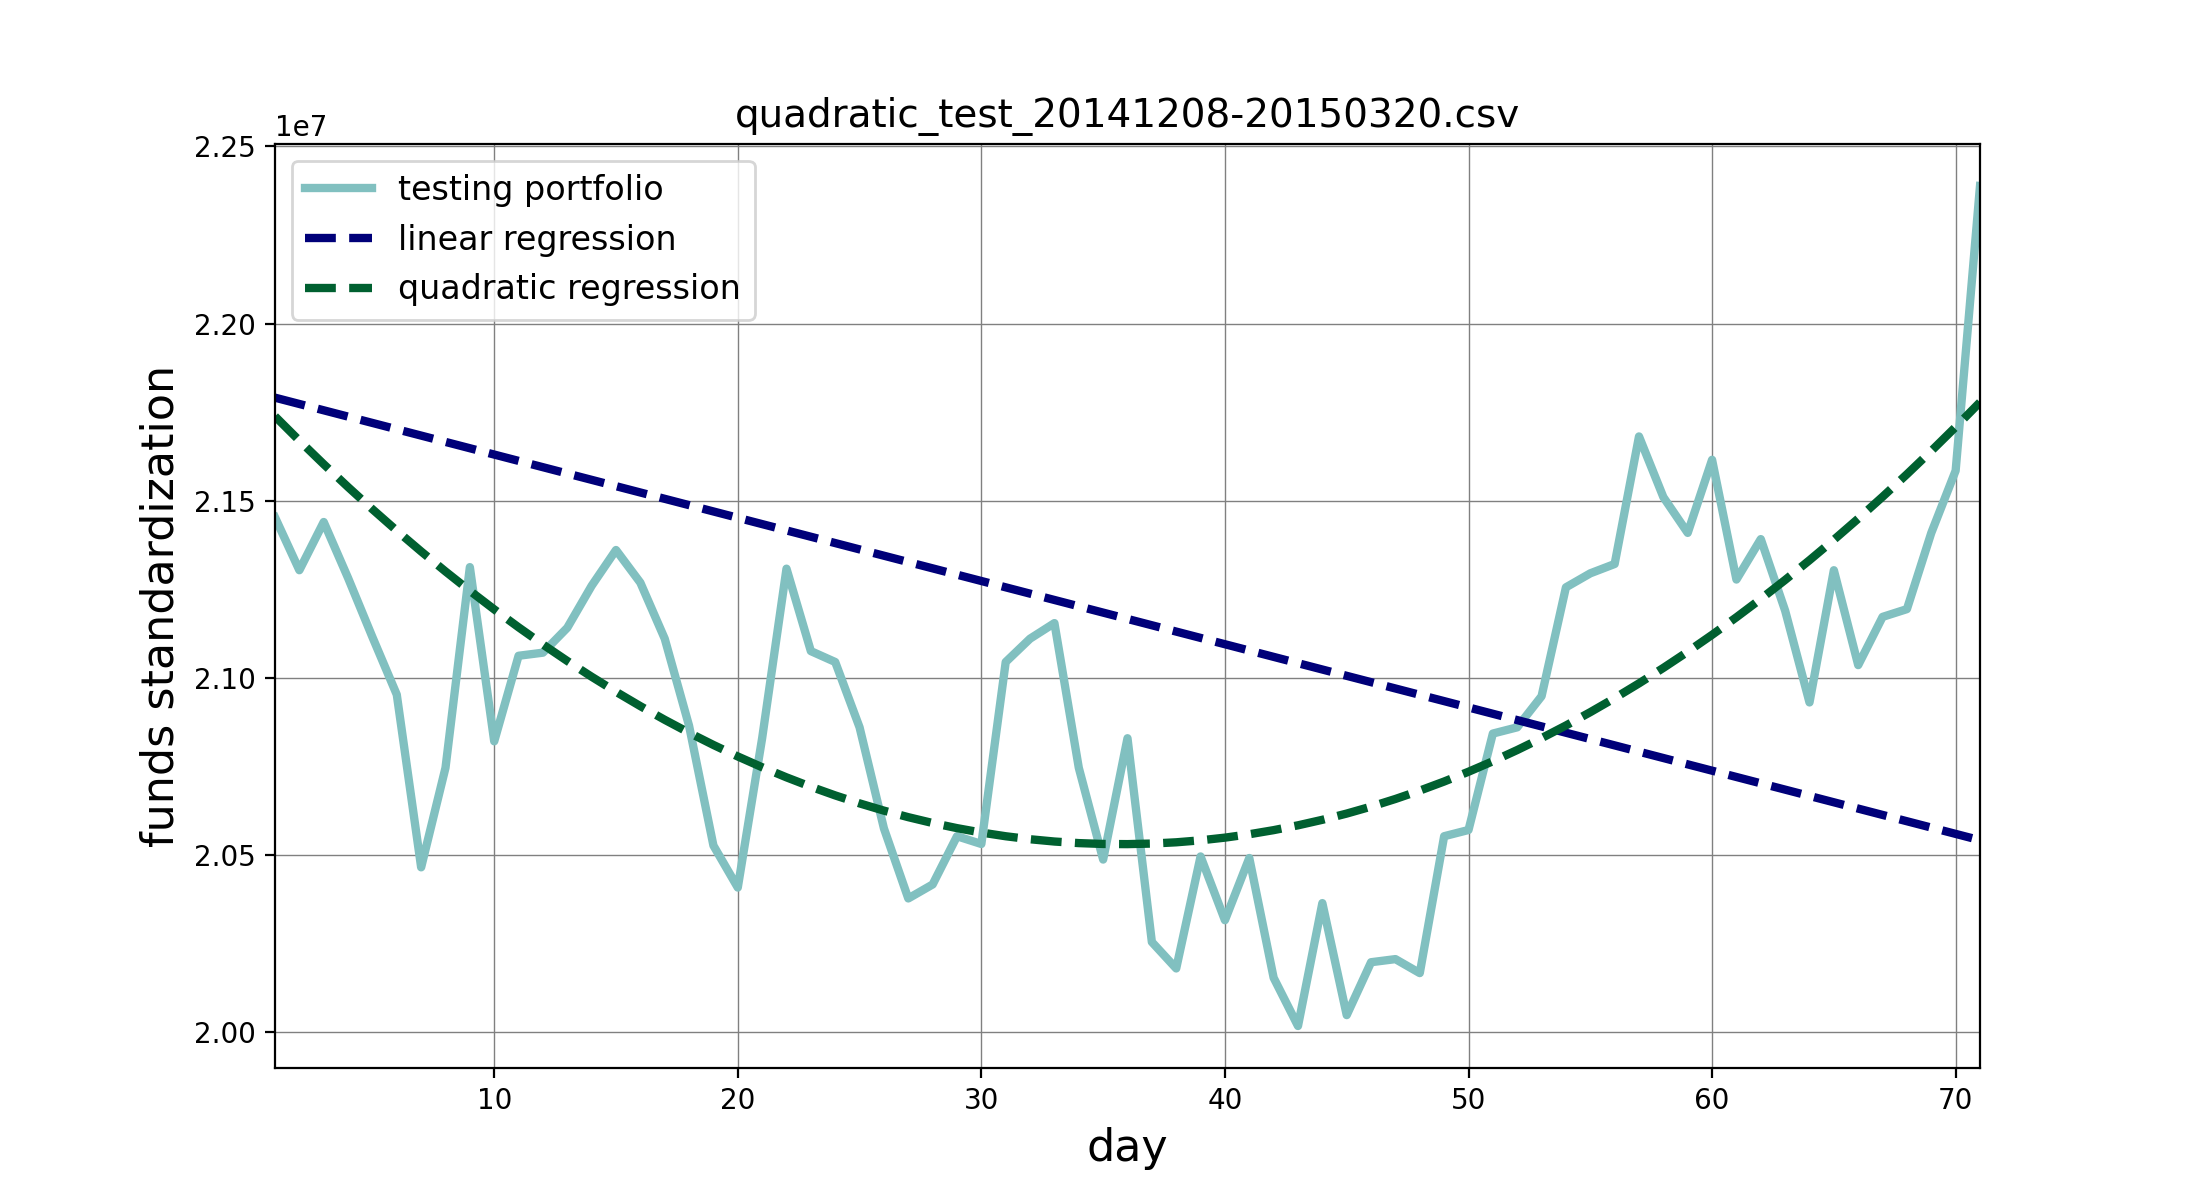 quadratic_test_20141208-20150320.csv
1e7
2.25
2.20
2.15
2.10
2.05
2.00
funds standardization
testing portfolio
linear regression
quadratic regression
10 20 30 40 50 60 70
day